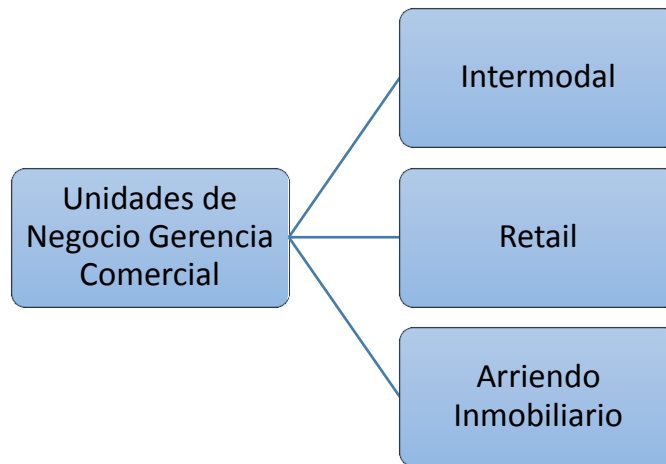 Unidades de
Negocio Gerencia
Comercial
Intermodal
Retail
Arriendo
Inmobiliario